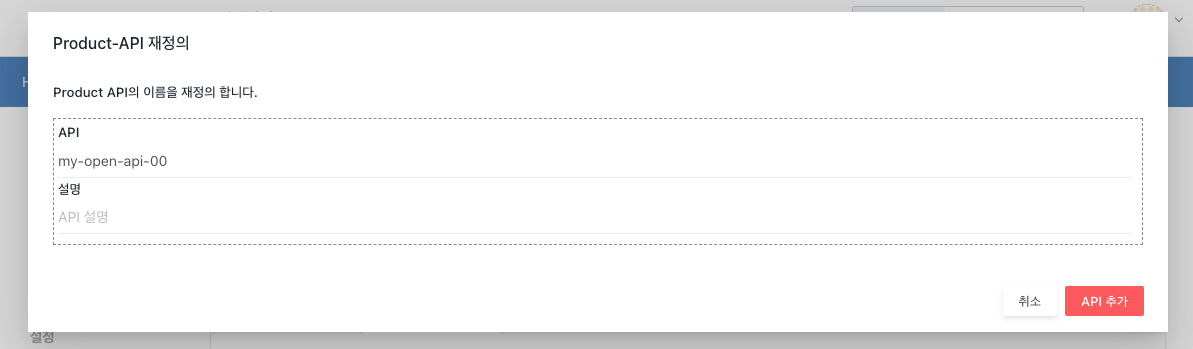 Product-API 재정의
Product API의 이름을 재정의 합니다.
API
my-open-api-00
설명
API 설명
취소
API 추가
설정